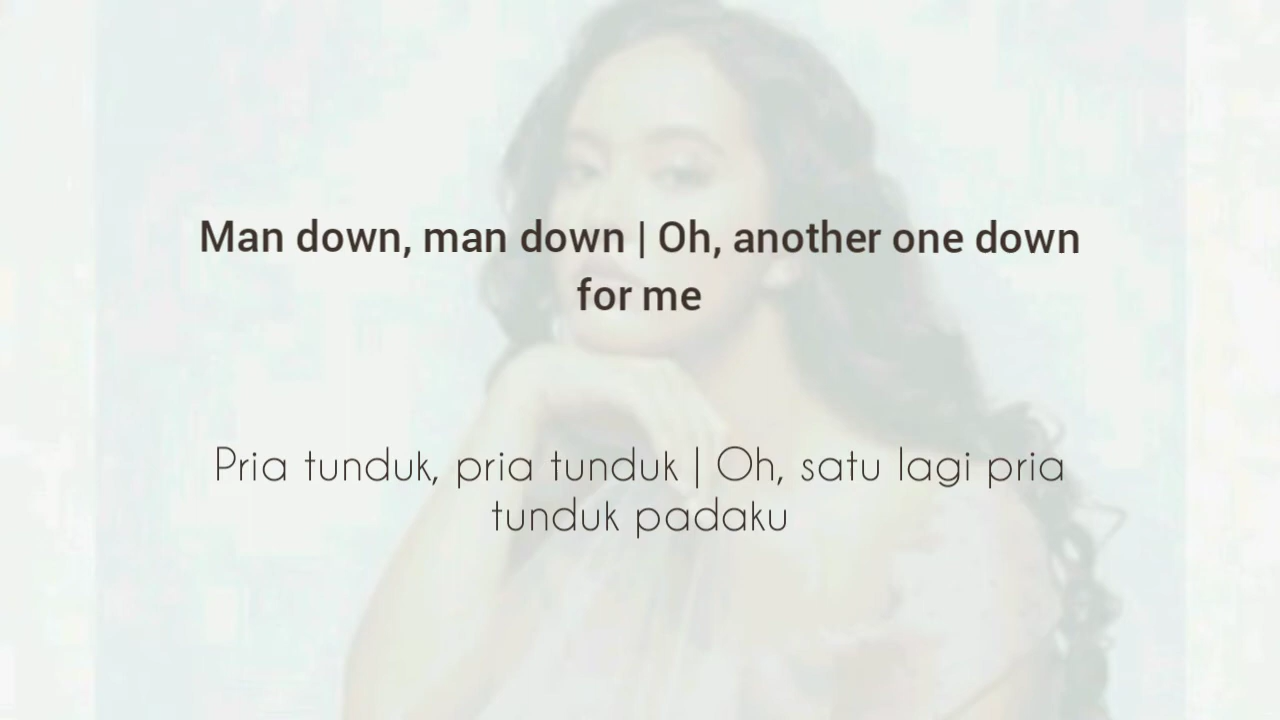 Man down, man down | Oh, another one down
for me
Pria tunduk, pria tunduk | Oh, satu lagi pria
tunduk padaku